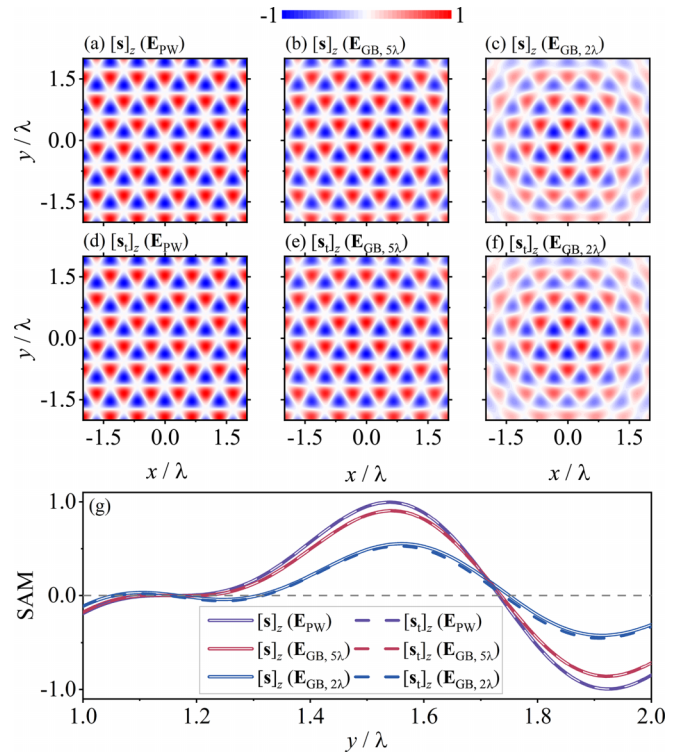 -1 1
(a) [s]z (EPW) (b) [s]z (EGB, 5λ) (c) [s]z (EGB, 2λ)
1.5
0.0
-1.5
y / λ
(d) [st]z (EPW) (e) [st]z (EGB, 5λ) (f) [st]z (EGB, 2λ)
1.5
0.0
-1.5
y / λ
-1.5 0.0 1.5 -1.5 0.0 1.5 -1.5 0.0 1.5
x / λ x / λ x / λ
(g)
1.0
0.0
-1.0
SAM
[s]z (EPW) [st]z (EPW)
[s]z (EGB, 5λ) [st]z (EGB, 5λ)
[s]z (EGB, 2λ) [st]z (EGB, 2λ)
1.0 1.2 1.4 1.6 1.8 2.0
y / λ